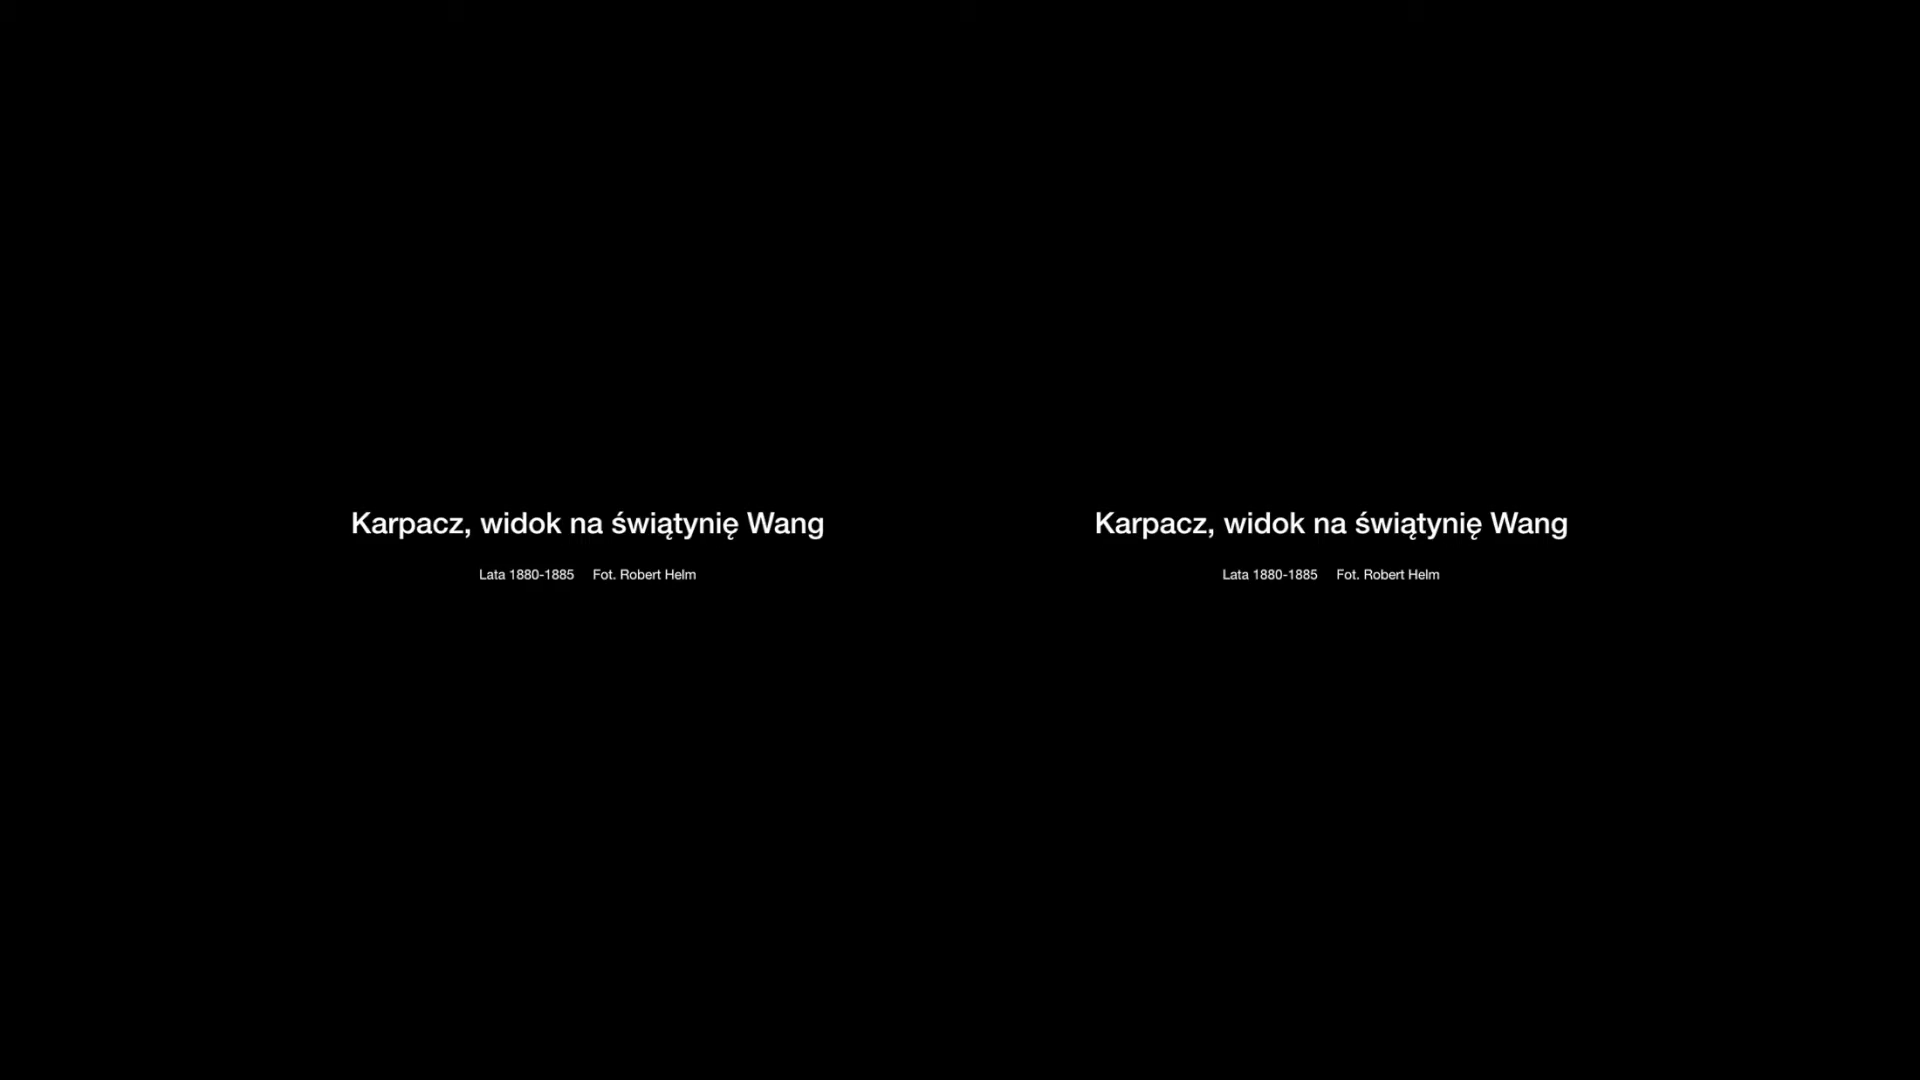 Karpacz, widok na świątynię Wang
Lata 1880-1885 Fot. Robert Helm
Karpacz, widok na świątynię Wang
Lata 1880-1885 Fot. Robert Helm